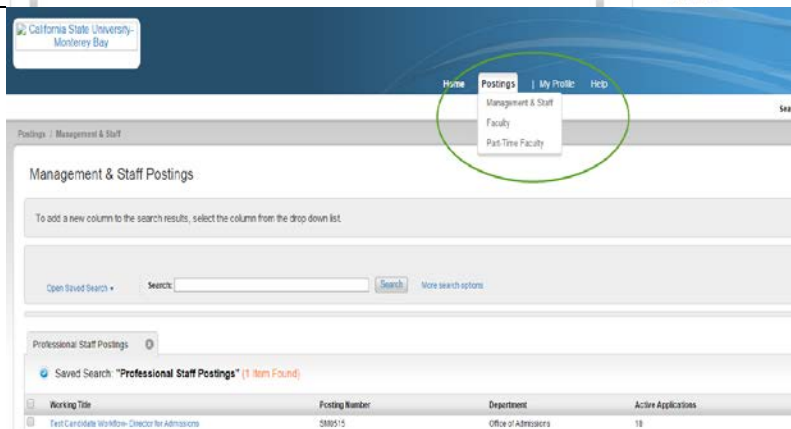 California State University-
Monterey Bay
Home Postings | My Profile Help
Management & Staff
Faculty
Part-Time Faculty
Sea
Postings / Management & Staff
Management & Staff Postings
To add a new column to the search results, select the column from the drop down list.
Open Saved Search Search: Search More search options
Professional Staff Postings
Saved Search: "Professional Staff Postings" (1 Item Found)
Working Title Posting Number Department Active Applications
Test Candidate Workflow- Director for Admissions SM0515 Office of Admissions 18